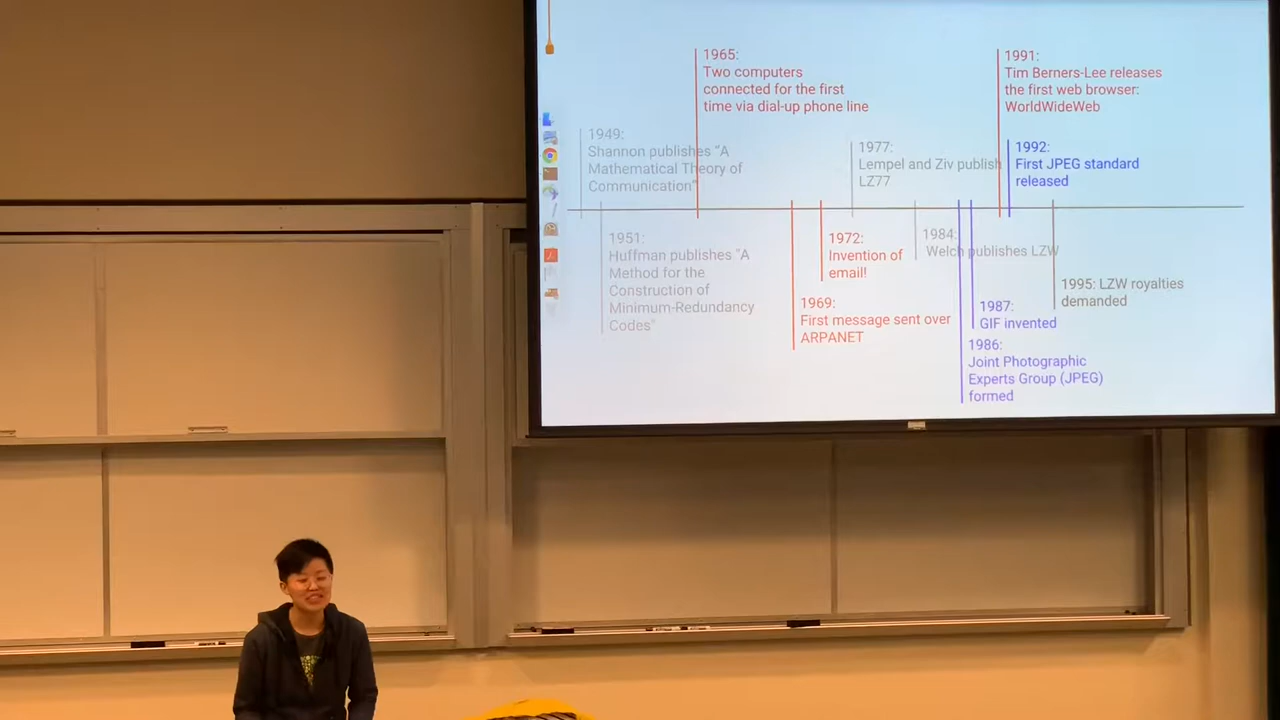 1965:
Two computers
connected for the first
time via dial-up phone line
1991:
Tim Berners-Lee releases
the first web browser:
WorldWideWeb
1949:
Shannon publishes "A
Mathematical Theory of
Communication"
1977:
Lempel and Ziv publish
LZ77
1992:
First JPEG standard
released
1951:
Huffman publishes "A
Method for the
Construction of
Minimum-Redundancy
Codes"
1972:
Invention of
email!
1984:
Welch publishes LZW
1969:
First message sent over
ARPANET
1995: LZW royalties
demanded
1987:
GIF invented
1986:
Joint Photographic
Experts Group (JPEG)
formed